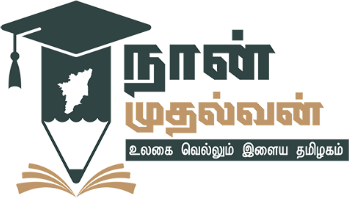 நான்
முதல்வன்
உலகை வெல்லும் இளைய தமிழகம்